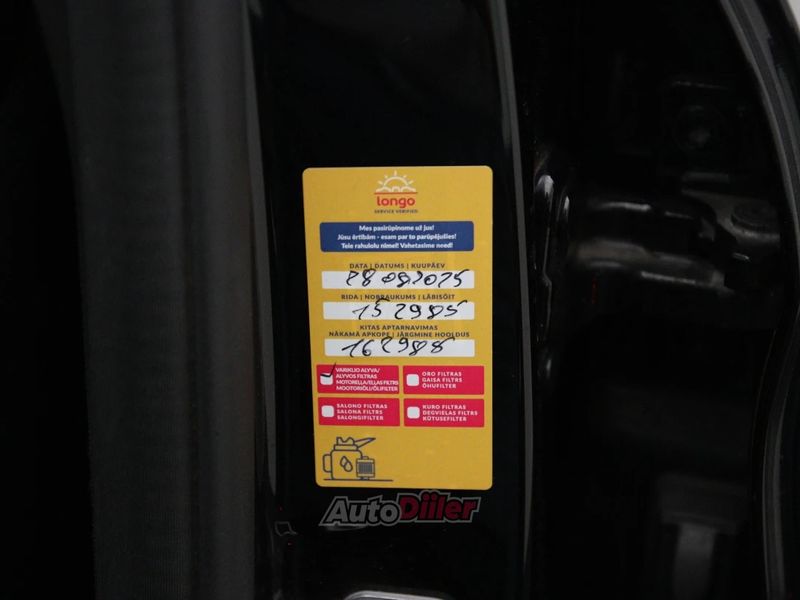 longo
SERVICE VERIFIED
Mes pasirūpinome už jus!
Jūsu ērtībām - esam par to parūpējušies!
Teie rahulolu nimel! Vahetasime need!
DATA | DATUMS | KUUPÄEV
28 082025
RIDA | NOBRAUKUMS | LÄBISÕIT
152985
KITAS APTARNAVIMAS
NĀKAMĀ APKOPE | JÄRGMINE HOOLDUS
162988
VARIKLIO ALYVA/
ALYVOS FILTRAS
MOTOREĻĻA/EĻĻAS FILTRS
MOOTORIÕLI/ÕLIFILTER
ORO FILTRAS
GAISA FILTRS
ÕHUFILTER
SALONO FILTRAS
SALONA FILTRS
SALONGIFILTER
KURO FILTRAS
DEGVIELAS FILTRS
KÜTUSEFILTER
AutoDiiler